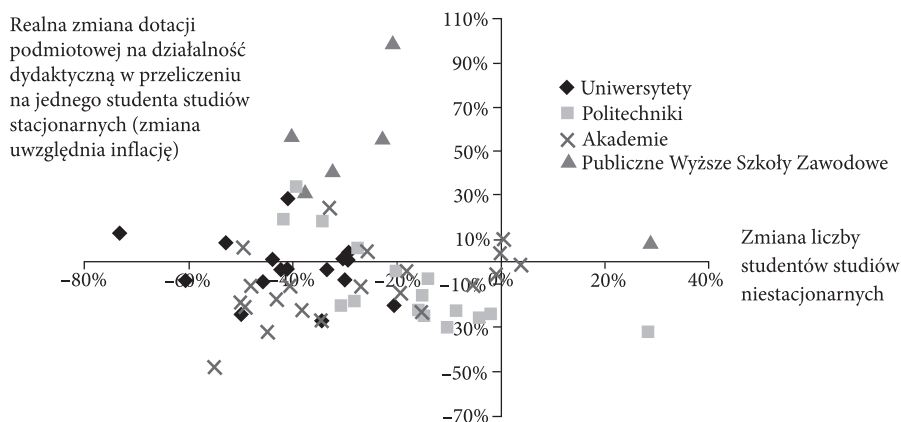 Realna zmiana dotacji
podmiotowej na działalność
dydaktyczną w przeliczeniu
na jednego studenta studiów
stacjonarnych (zmiana
uwzględnia inflację)
110%
90%
70%
50%
30%
10%
–10%
–30%
–50%
–70%
Uniwersytety
Politechniki
Akademie
Publiczne Wyższe Szkoły Zawodowe
–80%
–60%
–40%
–20%
0%
20%
40%
Zmiana liczby
studentów studiów
niestacjonarnych